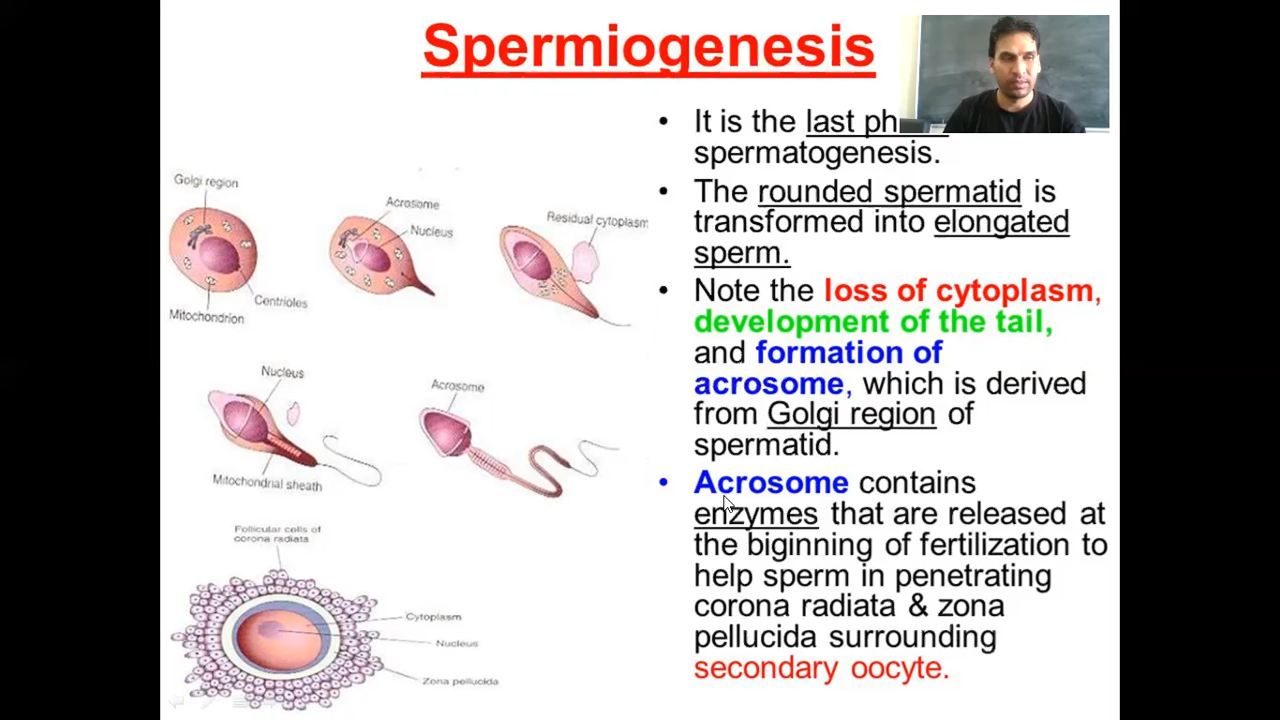 Spermiogenesis
• It is the last
spermatogenesis.
• The rounded spermatid is
transformed into elongated
sperm.
• Note the loss of cytoplasm,
development of the tail,
and formation of
acrosome, which is derived
from Golgi region of
spermatid.
• Acrosome contains
enzymes that are released at
the biginning of fertilization to
help sperm in penetrating
corona radiata & zona
pellucida surrounding
secondary oocyte.
Golgi region
Centrioles
Mitochondrion
Acrosome
Nucleus
Residual cytoplasm
Nucleus
Mitochondrial sheath
Acrosome
Follicular cells of
corona radiata
Cytoplasm
Nucleus
Zona pellucida